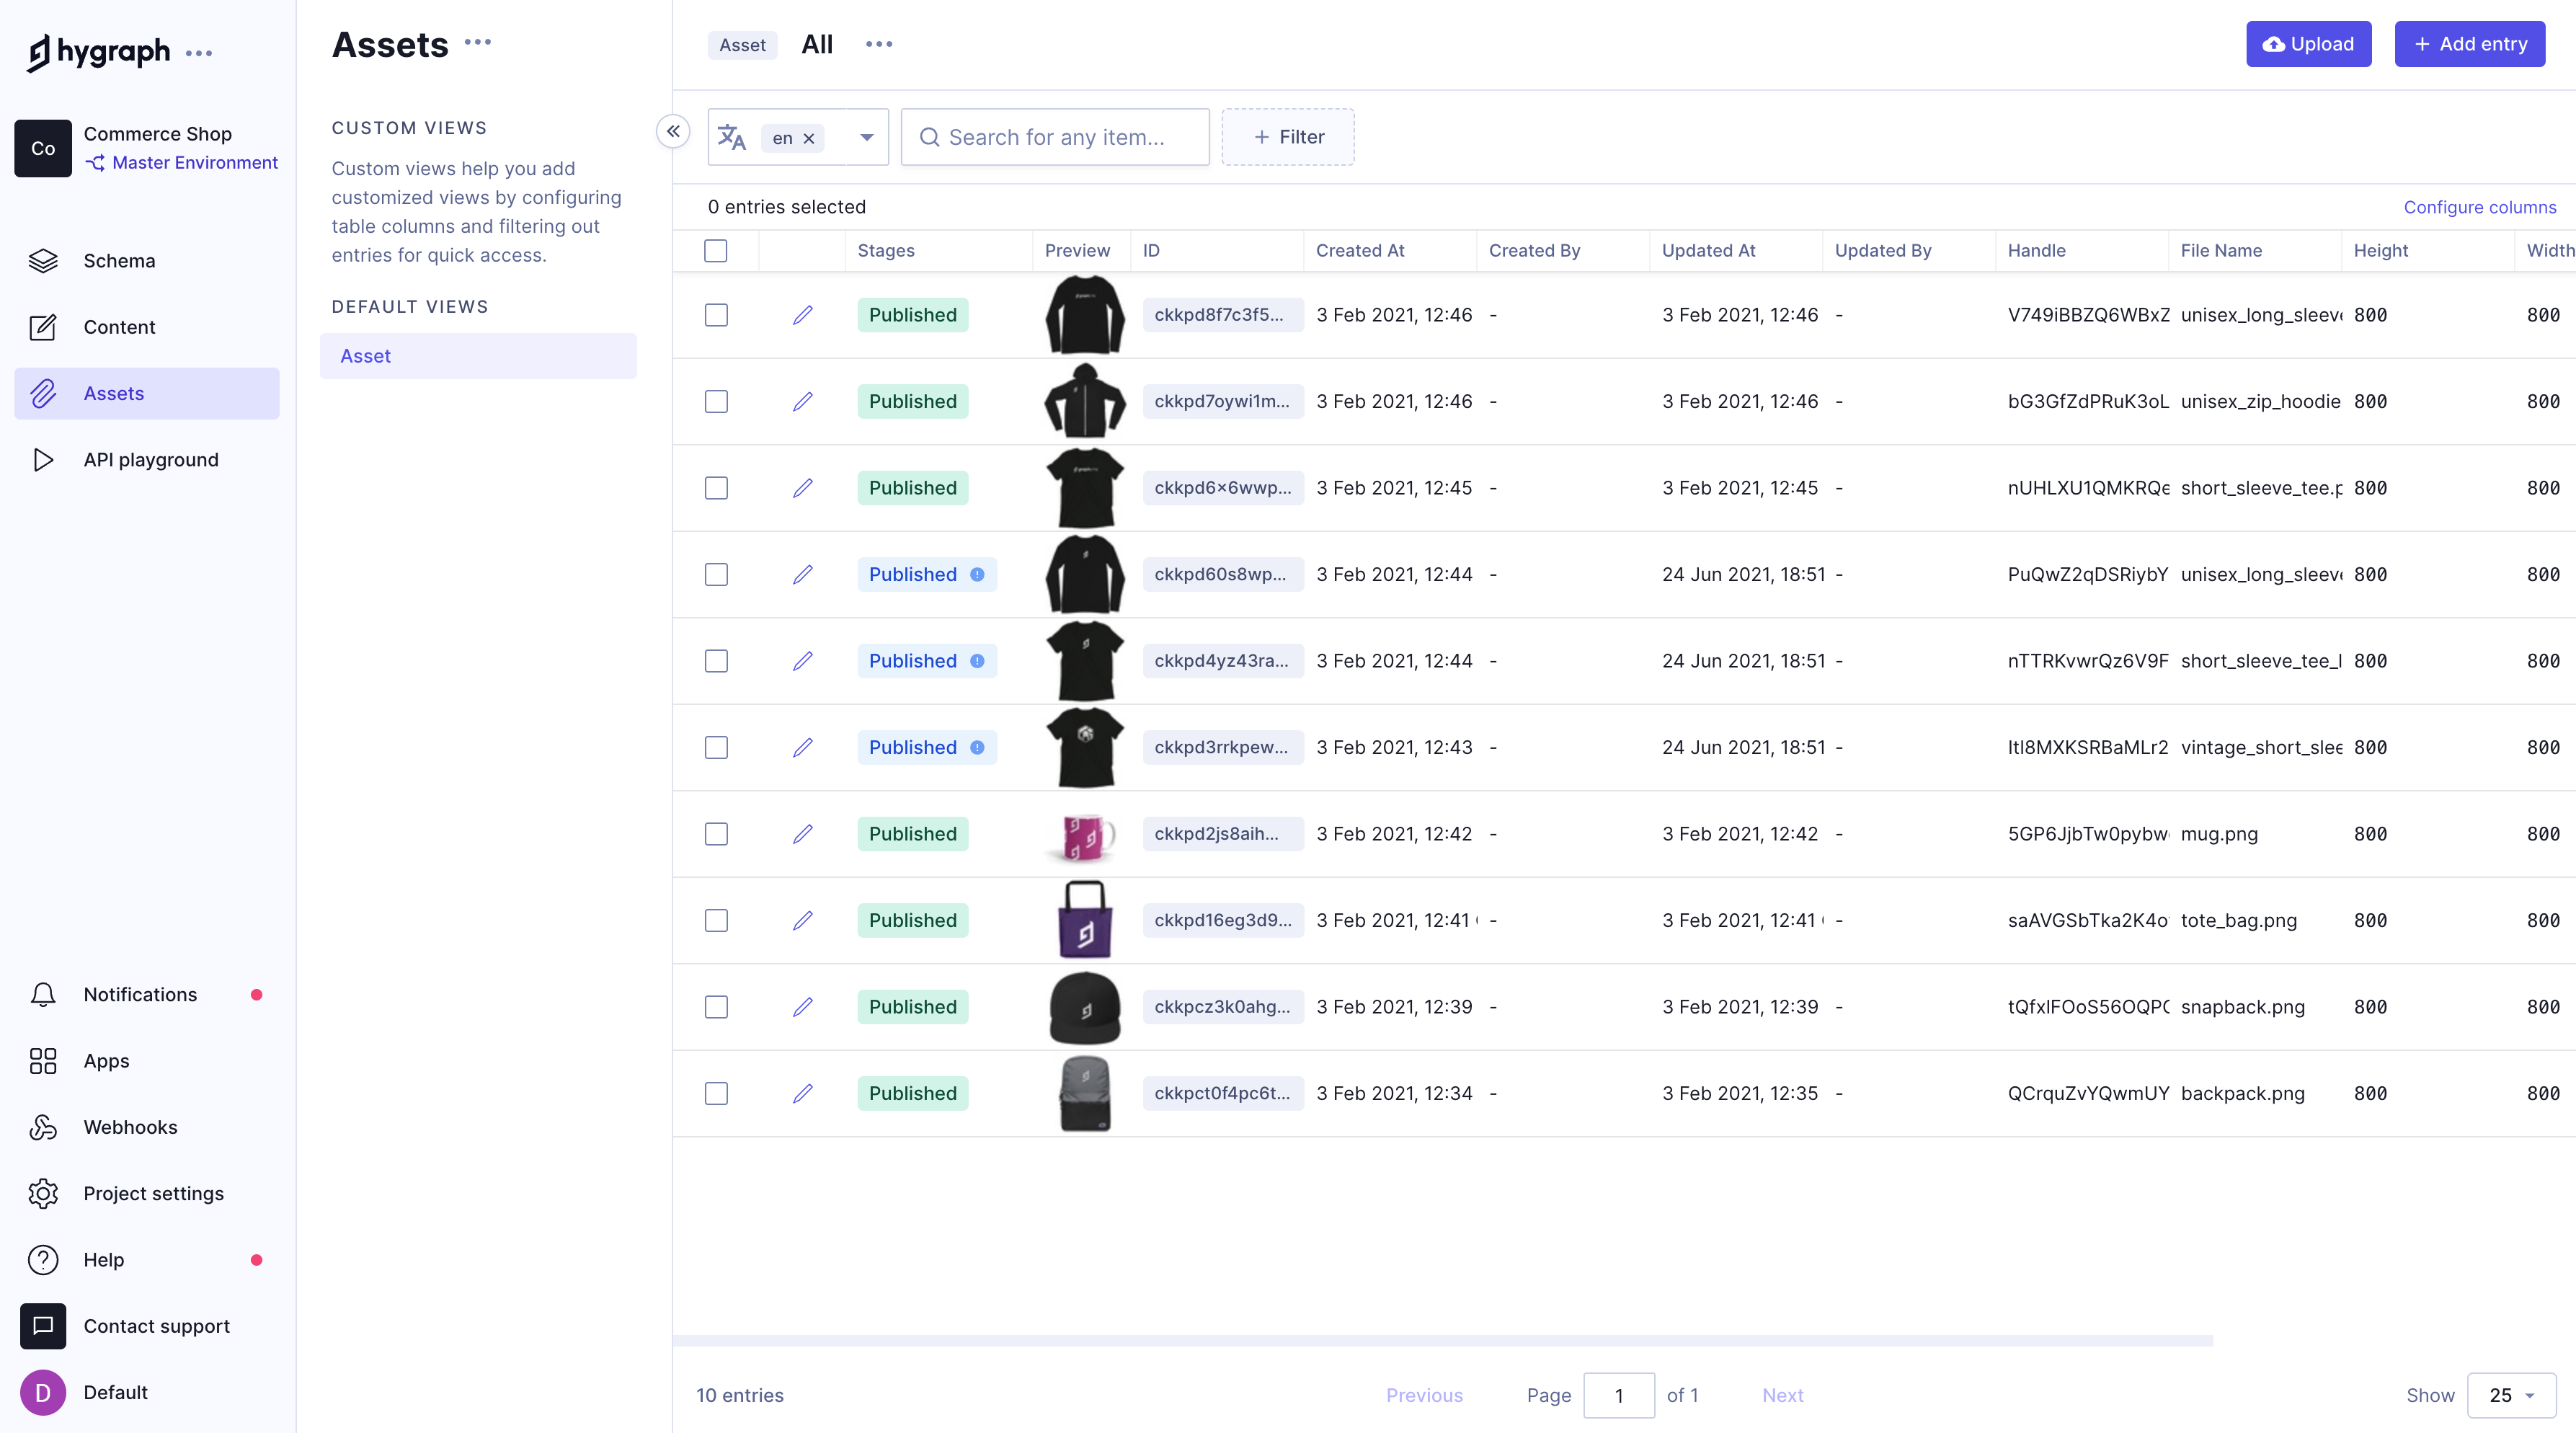 hygraph
Co
Commerce Shop
Master Environment
Schema
Content
Assets
API playground
Notifications
Apps
Webhooks
Project settings
Help
Contact support
D
Default
Assets
CUSTOM VIEWS
Custom views help you add
customized views by configuring
table columns and filtering out
entries for quick access.
DEFAULT VIEWS
Asset
Asset All
Upload
+ Add entry
en
Search for any item...
+ Filter
0 entries selected
Configure columns
Stages Preview ID Created At Created By Updated At Updated By Handle File Name Height Width
Published ckkpd8f7c3f5... 3 Feb 2021, 12:46 - 3 Feb 2021, 12:46 - V749iBBZQ6WBxZ unisex_long_sleeve 800 800
Published ckkpd7oywi1m... 3 Feb 2021, 12:46 - 3 Feb 2021, 12:46 - bG3GfZdPRuK3oL unisex_zip_hoodie 800 800
Published ckkpd6x6wwp... 3 Feb 2021, 12:45 - 3 Feb 2021, 12:45 - nUHLXU1QMKRQe short_sleeve_tee.p 800 800
Published ckkpd60s8wp... 3 Feb 2021, 12:44 - 24 Jun 2021, 18:51 - PuQwZ2qDSRiybY unisex_long_sleeve 800 800
Published ckkpd4yz43ra... 3 Feb 2021, 12:44 - 24 Jun 2021, 18:51 - nTTRKvwrQz6V9F short_sleeve_tee_l 800 800
Published ckkpd3rrkpew... 3 Feb 2021, 12:43 - 24 Jun 2021, 18:51 - Itl8MXKSRBaMLr2 vintage_short_slee 800 800
Published ckkpd2js8aih... 3 Feb 2021, 12:42 - 3 Feb 2021, 12:42 - 5GP6JjbTw0pybw mug.png 800 800
Published ckkpd16eg3d9... 3 Feb 2021, 12:41 - 3 Feb 2021, 12:41 - saAVGSbTka2K4o tote_bag.png 800 800
Published ckkpcz3k0ahg... 3 Feb 2021, 12:39 - 3 Feb 2021, 12:39 - tQfxlFOoS56OQPC snapback.png 800 800
Published ckkpct0f4pc6t... 3 Feb 2021, 12:34 - 3 Feb 2021, 12:35 - QCrquZvYQwmUY backpack.png 800 800
10 entries
Previous
Page 1 of 1
Next
Show 25